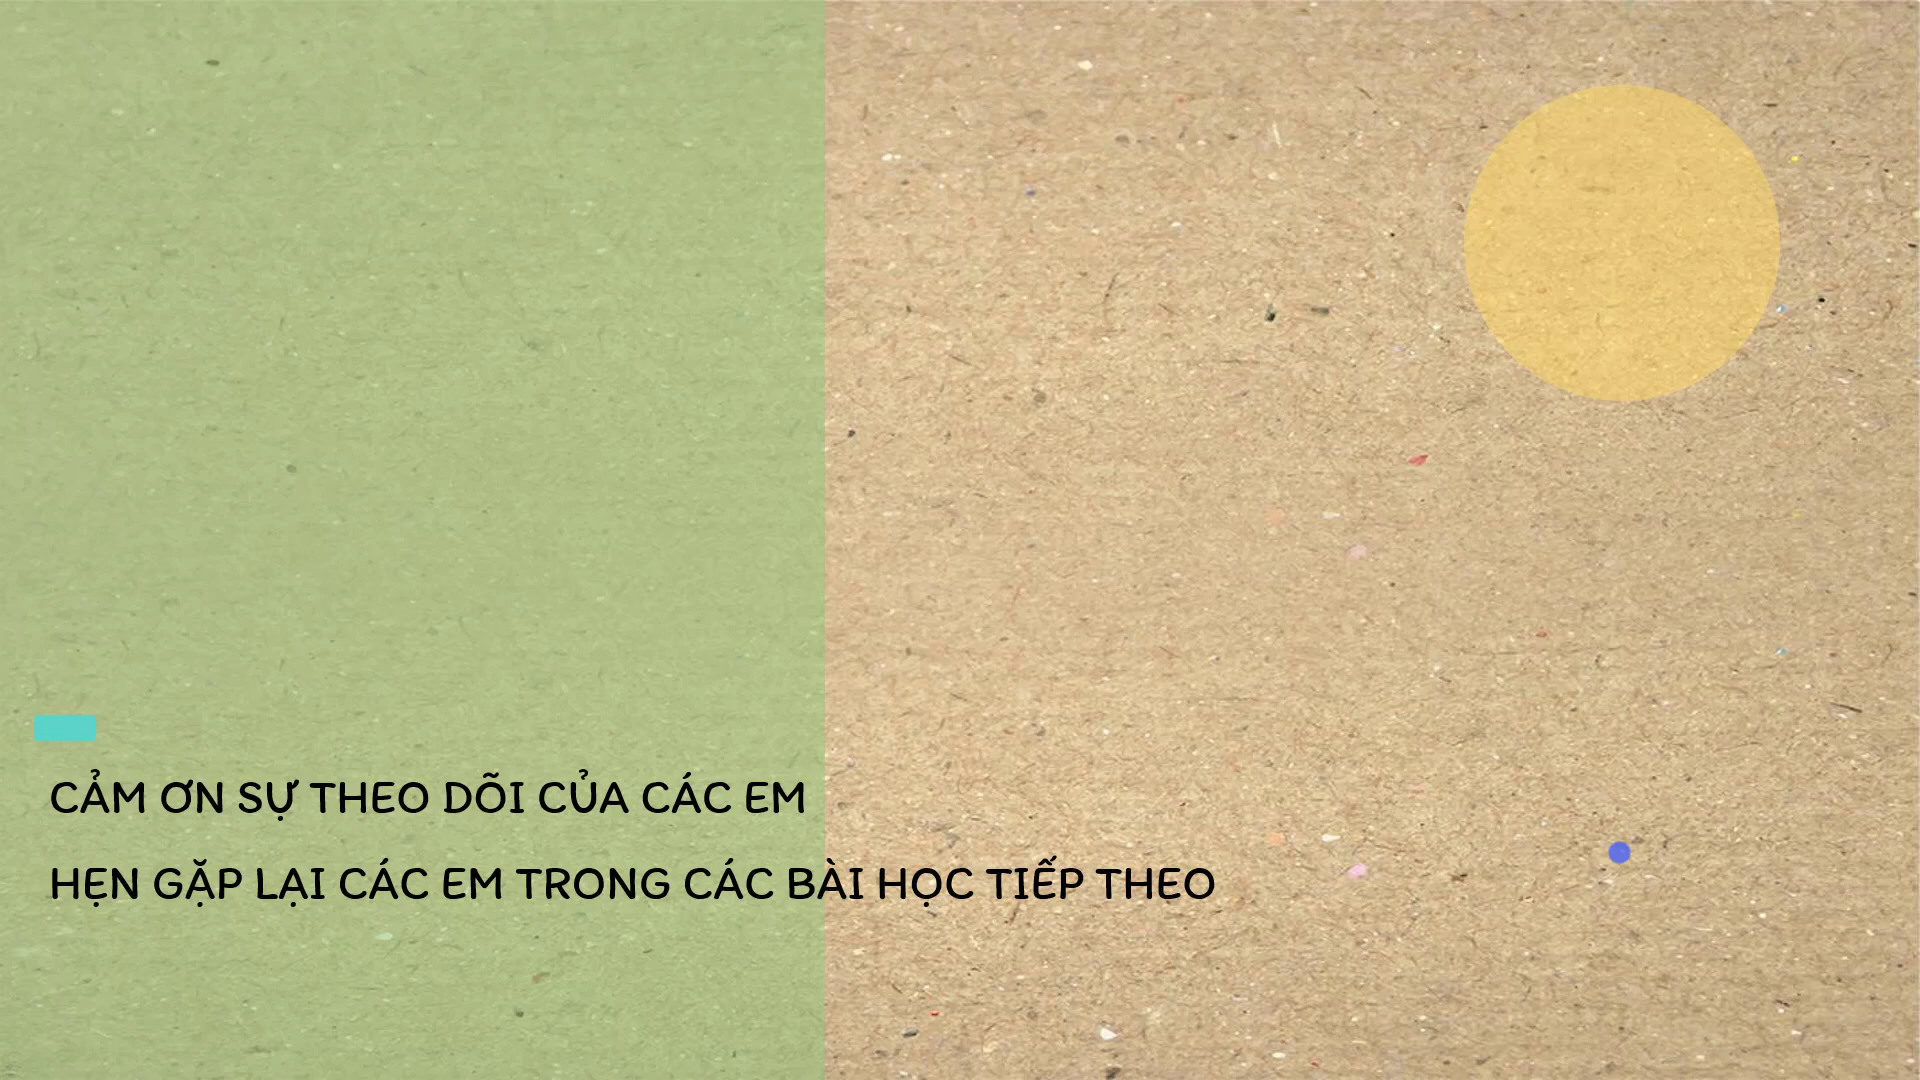 CẢM ƠN SỰ THEO DÕI CỦA CÁC EM
HẸN GẶP LẠI CÁC EM TRONG CÁC BÀI HỌC TIẾP THEO